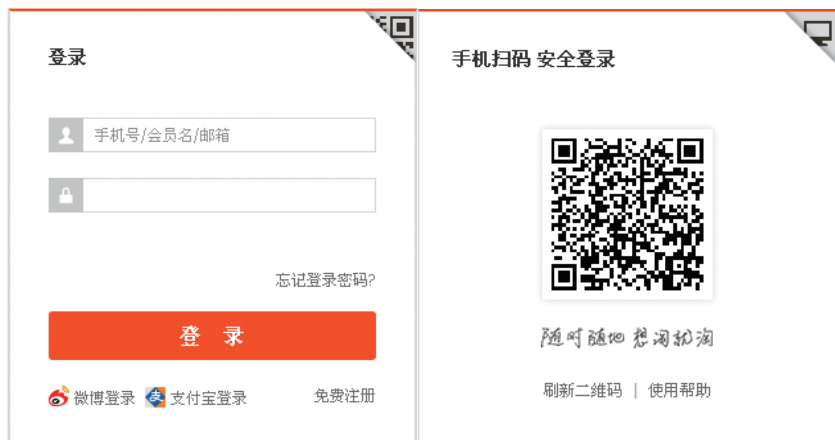 登录
手机号/会员名/邮箱
忘记登录密码?
登 录
微博登录 支付宝登录 免费注册
手机扫码 安全登录
随时随地 想淘就淘
刷新二维码 | 使用帮助